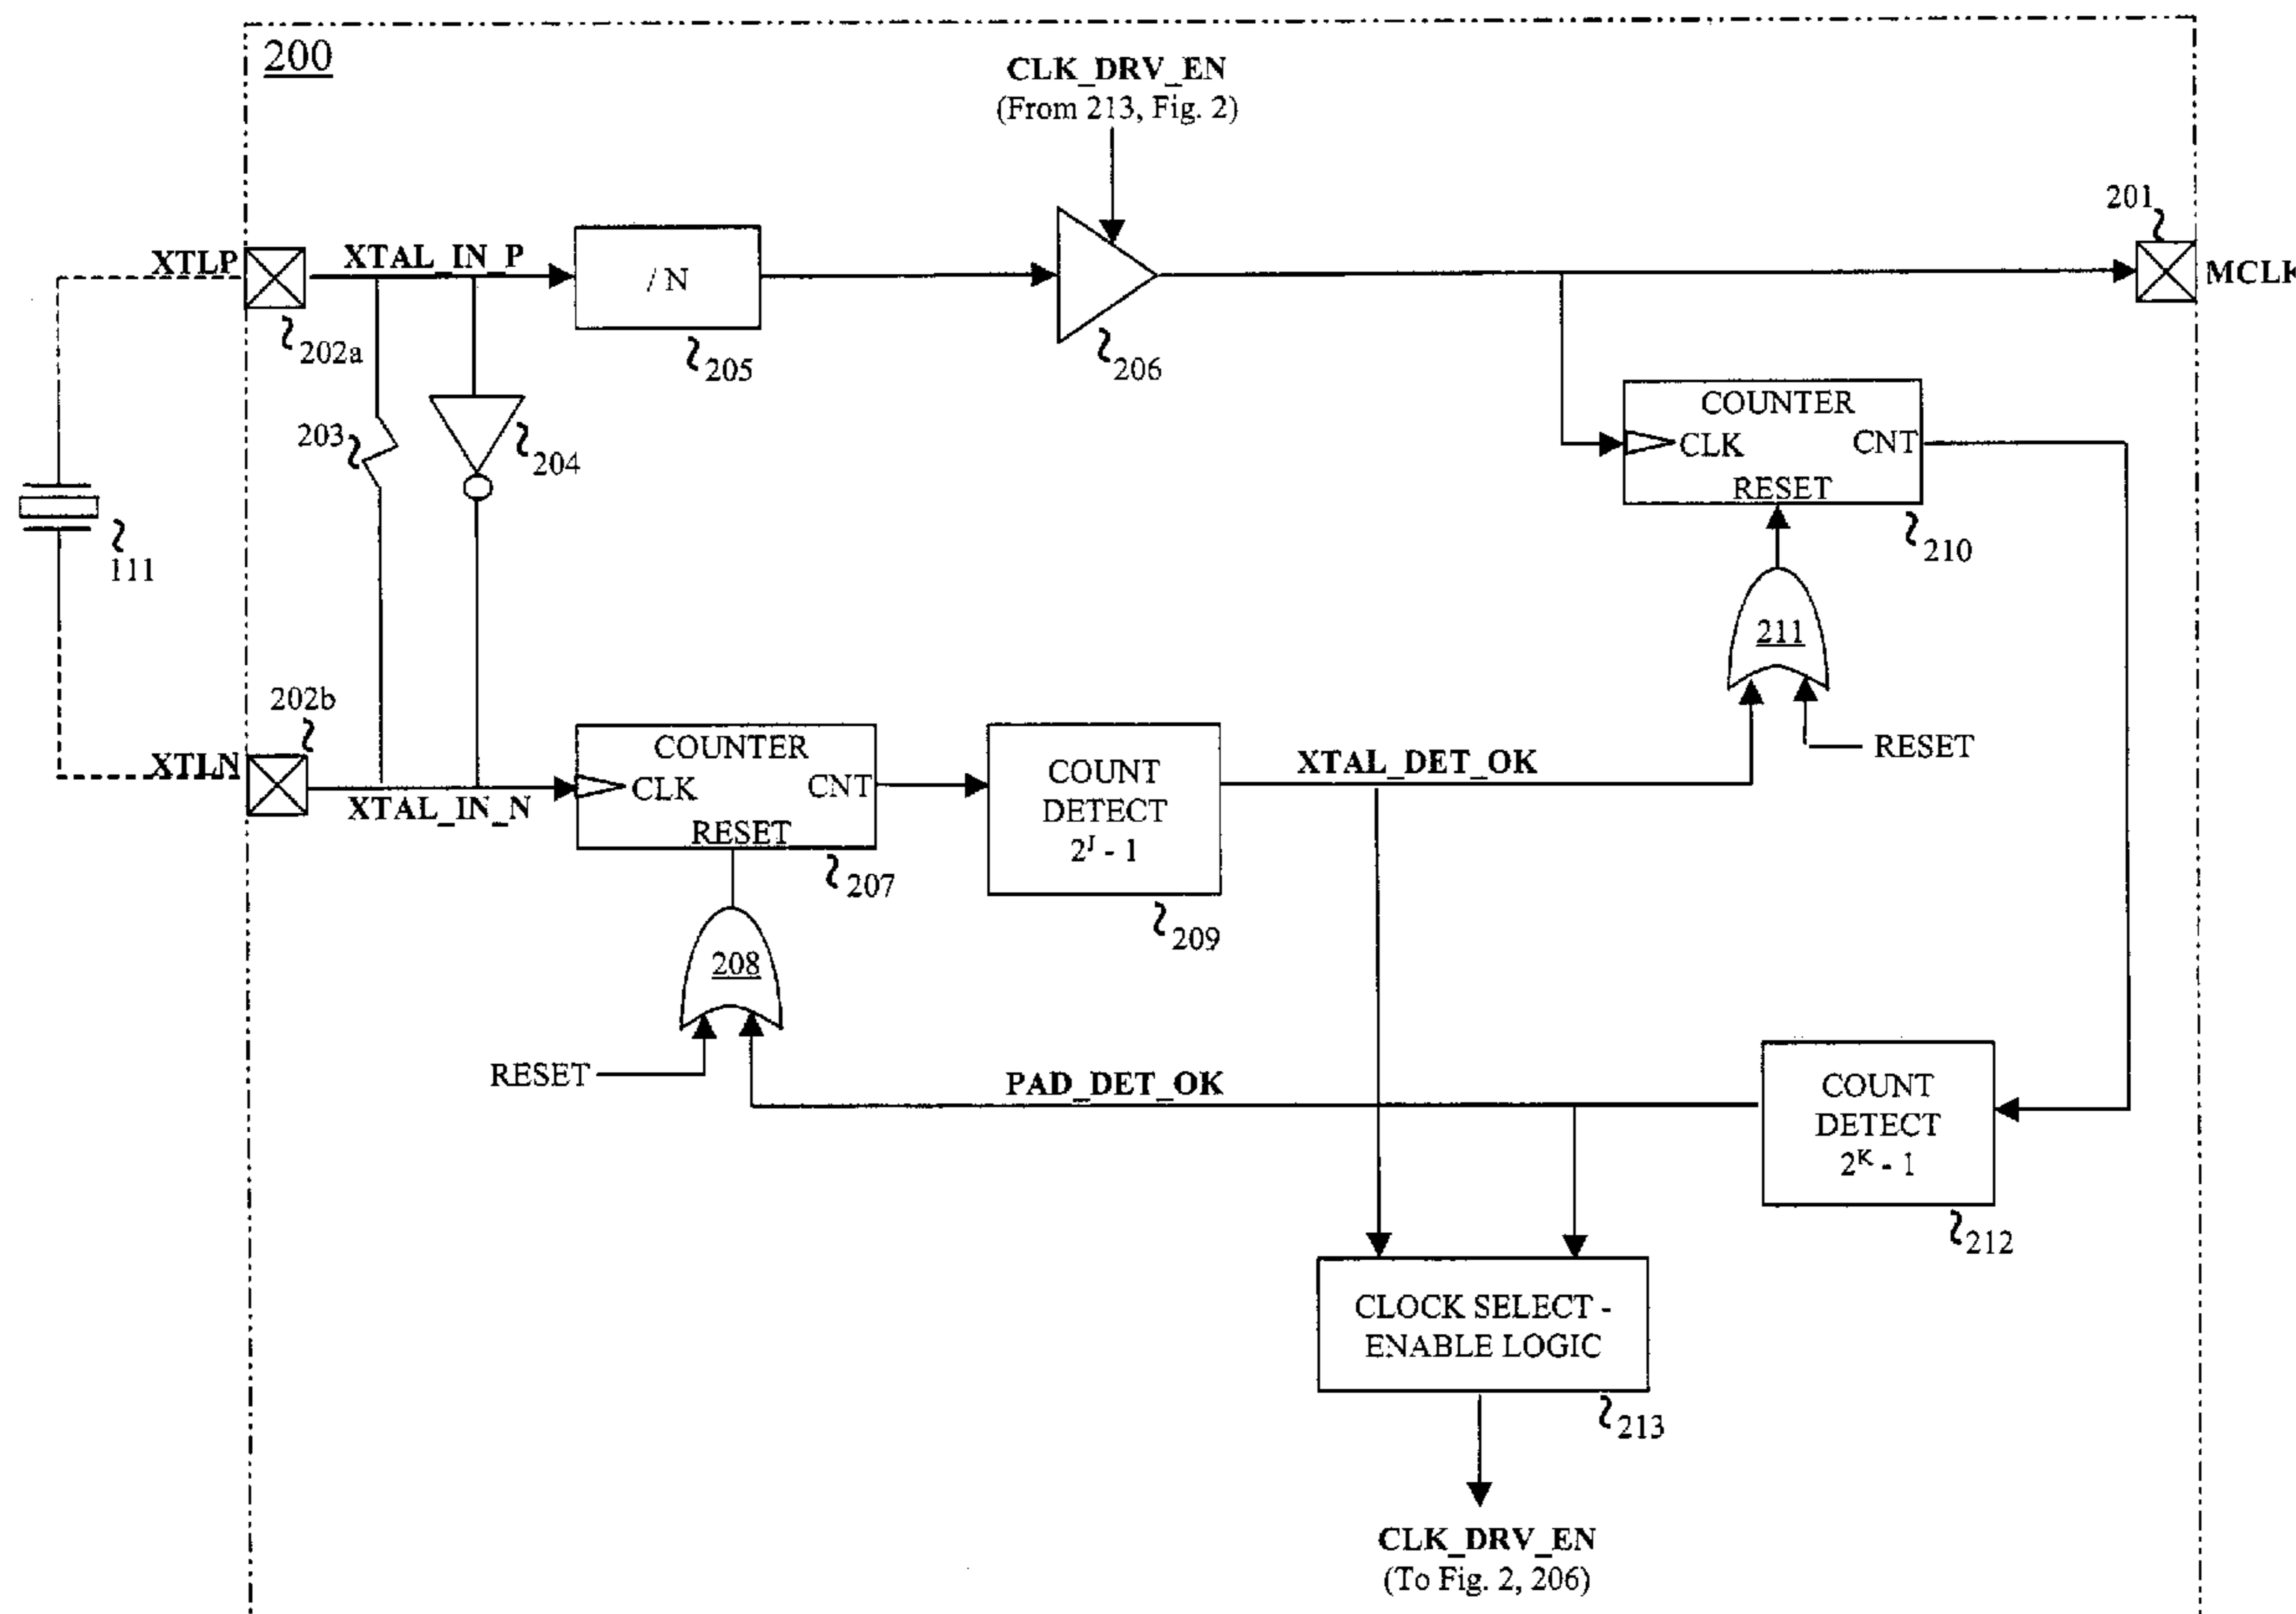 200
CLK_DRV_EN
(From 213, Fig. 2)
201
XTLP
XTAL_IN_P
/ N
MCLK
202a
205
206
COUNTER
CLK
CNT
RESET
203
204
210
111
211
202b
RESET
XTLN
XTAL_IN_N
COUNTER
CLK
CNT
RESET
COUNT
DETECT
2ᴶ - 1
XTAL_DET_OK
207
209
208
RESET
PAD_DET_OK
COUNT
DETECT
2ᴷ - 1
212
CLOCK SELECT -
ENABLE LOGIC
213
CLK_DRV_EN
(To Fig. 2, 206)